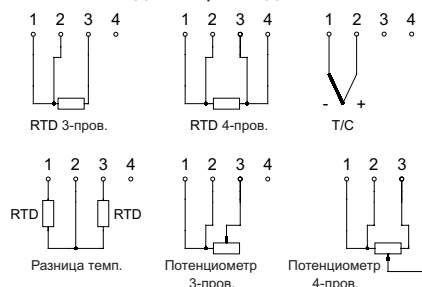 1 2 3 4
1 2 3 4
1 2 3 4
RTD 3-пров.
RTD 4-пров.
- +
T/C
1 2 3 4
1 2 3 4
1 2 3
RTD
RTD
Разница темп.
Потенциометр
3-пров.
Потенциометр
4-пров.